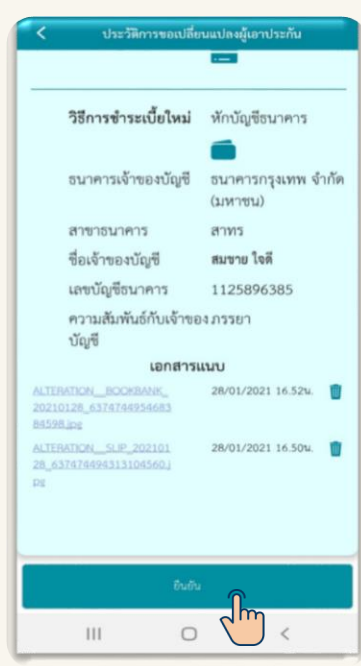 ประวัติการขอเปลี่ยนแปลงผู้เอาประกัน
วิธีการชำระเบี้ยใหม่ หักบัญชีธนาคาร
ธนาคารเจ้าของบัญชี ธนาคารกรุงเทพ จำกัด
(มหาชน)
สาขาธนาคาร สาทร
ชื่อเจ้าของบัญชี สมชาย ใจดี
เลขบัญชีธนาคาร 1125896385
ความสัมพันธ์กับเจ้าของ ภรรยา
บัญชี
เอกสารแนบ
ALTERATION__BOOKBANK_ 28/01/2021 16.52น.
20210128_6374744954683
84598.jpg
ALTERATION__SLIP_202101 28/01/2021 16.50น.
28_637474494313104560.j
pg
ยืนยัน